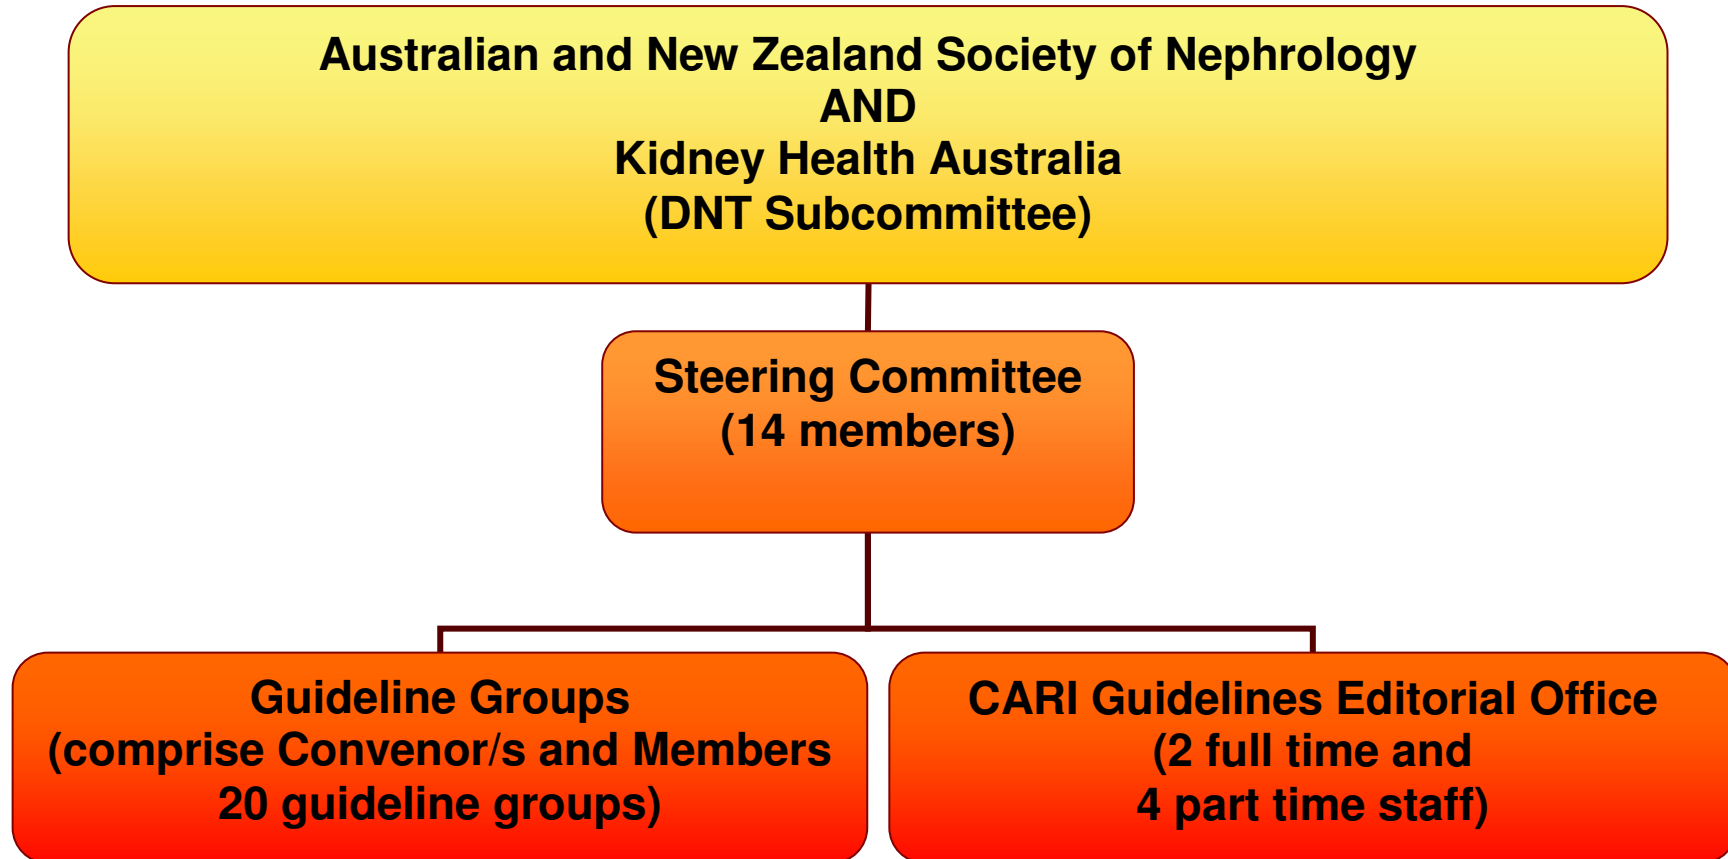 Australian and New Zealand Society of Nephrology
AND
Kidney Health Australia
(DNT Subcommittee)
Steering Committee
(14 members)
Guideline Groups
(comprise Convenor/s and Members
20 guideline groups)
CARI Guidelines Editorial Office
(2 full time and
4 part time staff)